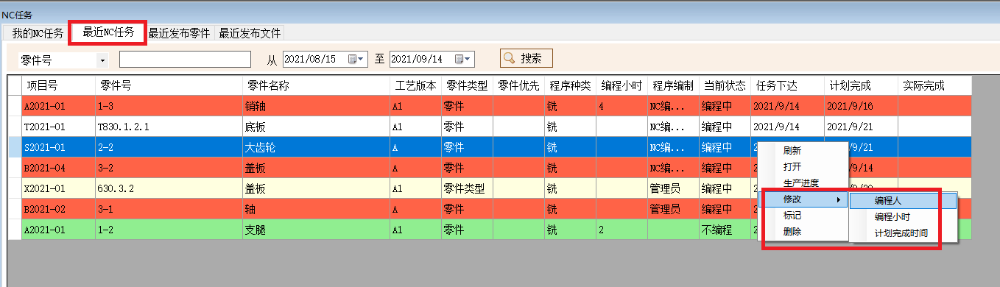 NC任务
我的NC任务 最近NC任务 最近发布零件 最近发布文件
零件号 从 2021/08/15 至 2021/09/14 搜索
项目号 零件号 零件名称 工艺版本 零件类型 零件优先 程序种类 编程小时 程序编制 当前状态 任务下达 计划完成 实际完成
A2021-01 1-3 销轴 A1 零件 铣 4 NC编... 编程中 2021/9/14 2021/9/16
T2021-01 T830.1.2.1 底板 A1 零件 铣 NC编... 编程中 2021/9/14 2021/9/21
S2021-01 2-2 大齿轮 A 零件 铣 NC编... 编程中 2 /9/21
刷新
B2021-04 3-2 盖板 A 零件 铣 NC编... 编程中 2 /9/14
打开
生产进度
X2021-01 630.3.2 盖板 A1 零件类型 铣 管理员 编程中 2
修改 编程人
B2021-02 3-1 轴 A 零件 铣 管理员 编程中 2
标记 编程小时
A2021-01 1-2 支腿 A1 零件 铣 2 不编程 2
删除 计划完成时间